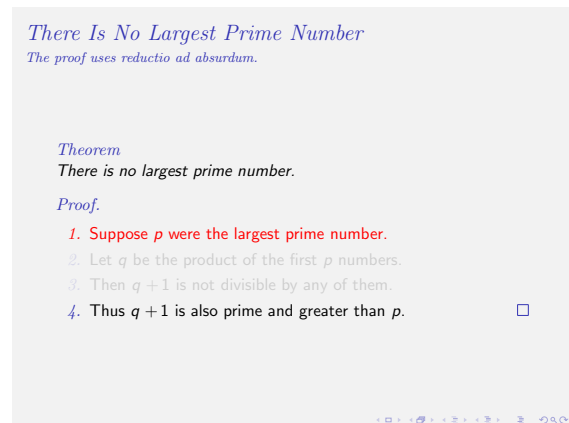 There Is No Largest Prime Number
The proof uses reductio ad absurdum.
Theorem
There is no largest prime number.
Proof.
1. Suppose p were the largest prime number.
2. Let q be the product of the first p numbers.
3. Then q + 1 is not divisible by any of them.
4. Thus q + 1 is also prime and greater than p.